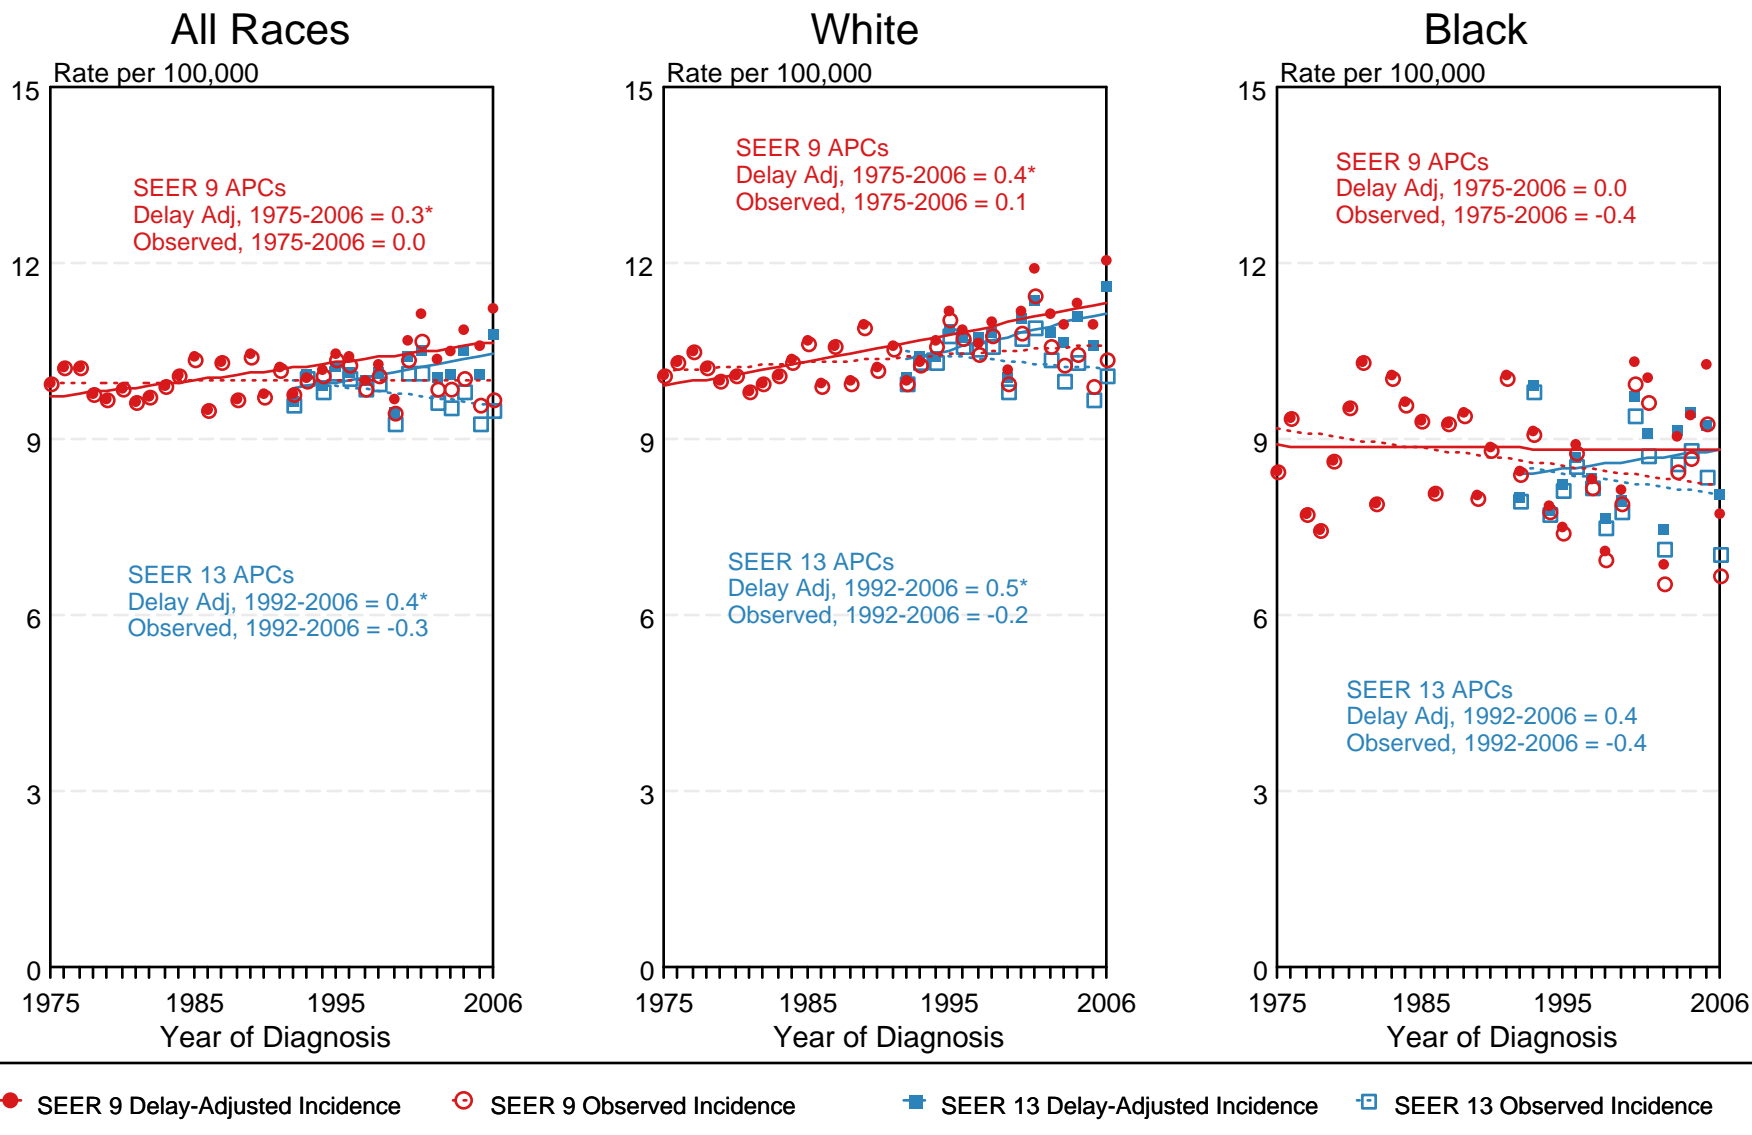 All Races
White
Black
Rate per 100,000
Rate per 100,000
Rate per 100,000
15
12
9
6
3
0
SEER 9 APCs
Delay Adj, 1975-2006 = 0.3*
Observed, 1975-2006 = 0.0
SEER 13 APCs
Delay Adj, 1992-2006 = 0.4*
Observed, 1992-2006 = -0.3
1975
1985
1995
2006
Year of Diagnosis
15
12
9
6
3
0
SEER 9 APCs
Delay Adj, 1975-2006 = 0.4*
Observed, 1975-2006 = 0.1
SEER 13 APCs
Delay Adj, 1992-2006 = 0.5*
Observed, 1992-2006 = -0.2
1975
1985
1995
2006
Year of Diagnosis
15
12
9
6
3
0
SEER 9 APCs
Delay Adj, 1975-2006 = 0.0
Observed, 1975-2006 = -0.4
SEER 13 APCs
Delay Adj, 1992-2006 = 0.4
Observed, 1992-2006 = -0.4
1975
1985
1995
2006
Year of Diagnosis
SEER 9 Delay-Adjusted Incidence
SEER 9 Observed Incidence
SEER 13 Delay-Adjusted Incidence
SEER 13 Observed Incidence